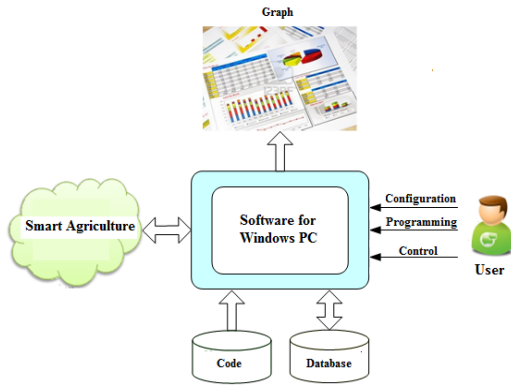 Graph
Smart Agriculture
Software for
Windows PC
Configuration
Programming
Control
User
Code
Database